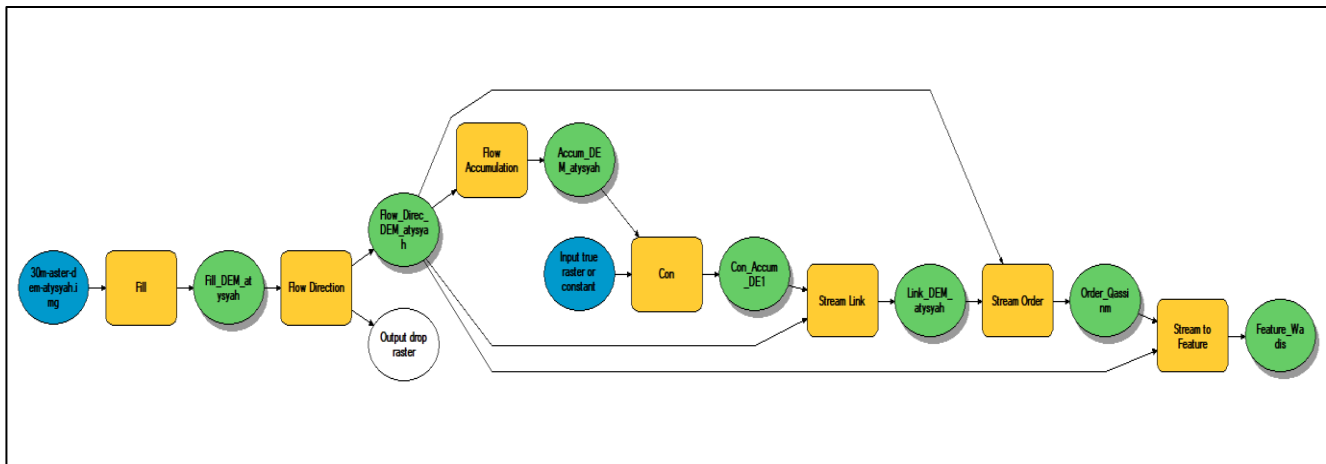 30m-aster-d
em-atysyah.i
mg
Fill
Fill_DEM_at
ysyah
Flow Direction
Flow_Direc_
DEM_atysya
h
Output drop
raster
Flow
Accumulation
Accum_DE
M_atysyah
Input true
raster or
constant
Con
Con_Accum
_DE1
Stream Link
Link_DEM_
atysyah
Stream Order
Order_Qassi
nm
Stream to
Feature
Feature_Wa
dis